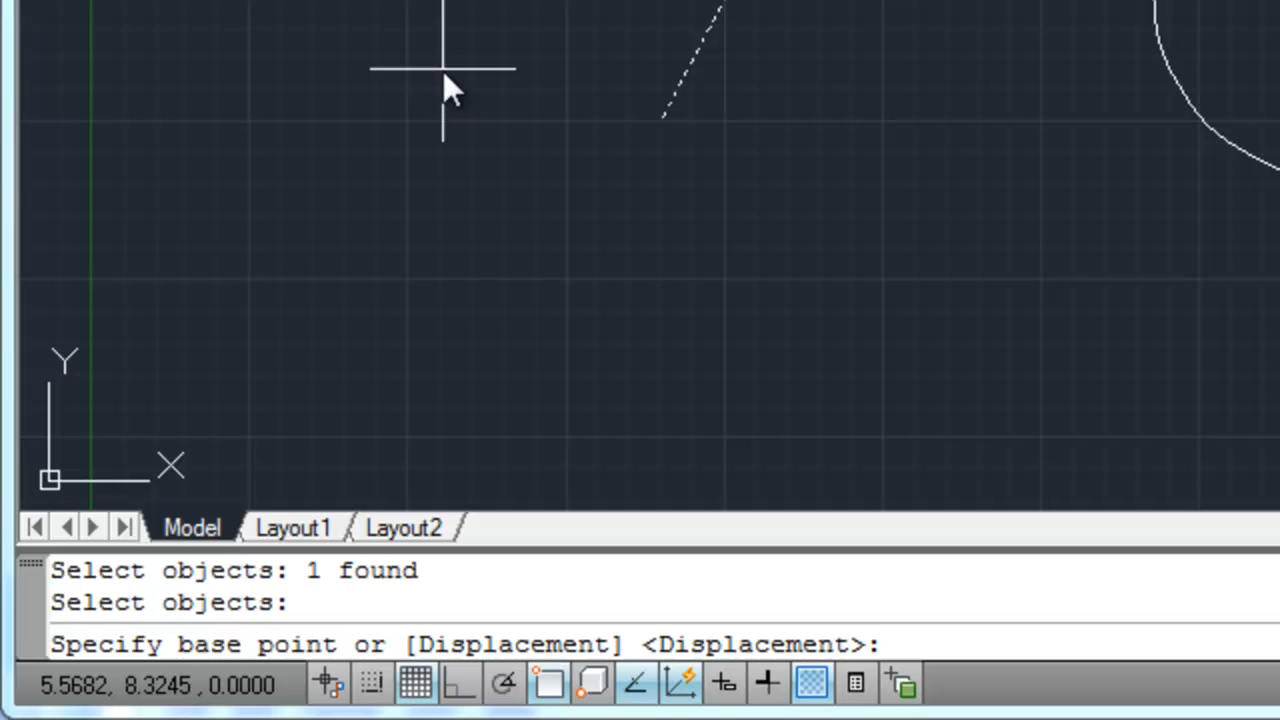 Y
X
Model Layout1 Layout2
Select objects: 1 found
Select objects:
Specify base point or [Displacement] <Displacement>:
5.5682, 8.3245 , 0.0000